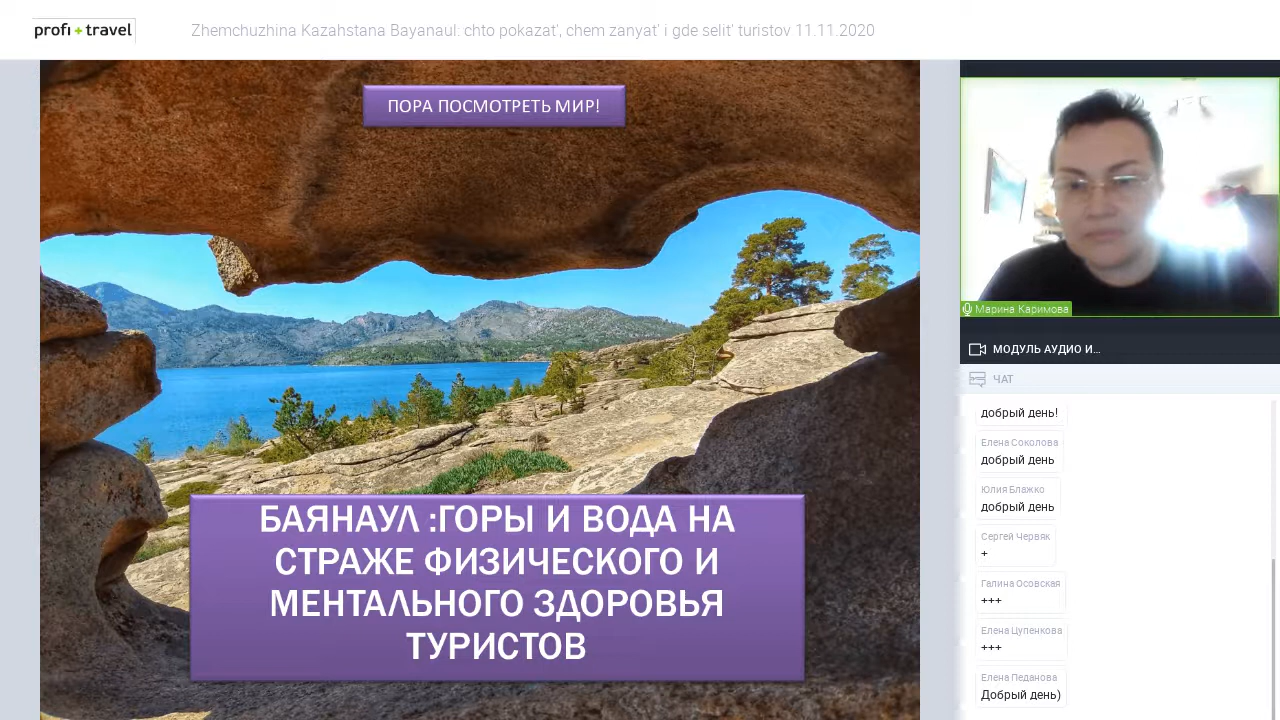 profi + travel
Zhemchuzhina Kazahstana Bayanaul: chto pokazat', chem zanyat' i gde selit' turistov 11.11.2020
ПОРА ПОСМОТРЕТЬ МИР!
БАЯНАУЛ :ГОРЫ И ВОДА НА
СТРАЖЕ ФИЗИЧЕСКОГО И
МЕНТАЛЬНОГО ЗДОРОВЬЯ
ТУРИСТОВ
Марина Каримова
МОДУЛЬ АУДИО И...
ЧАТ
добрый день!
Елена Соколова
добрый день
Юлия Блажко
добрый день
Сергей Червяк
+
Галина Осовская
+++
Елена Цупенкова
+++
Елена Педанова
Добрый день)